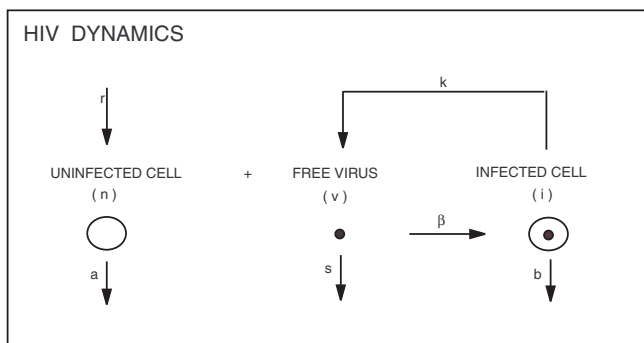 HIV DYNAMICS
k
r
UNINFECTED CELL + FREE VIRUS INFECTED CELL
( n ) ( v ) ( i )
β
a s b